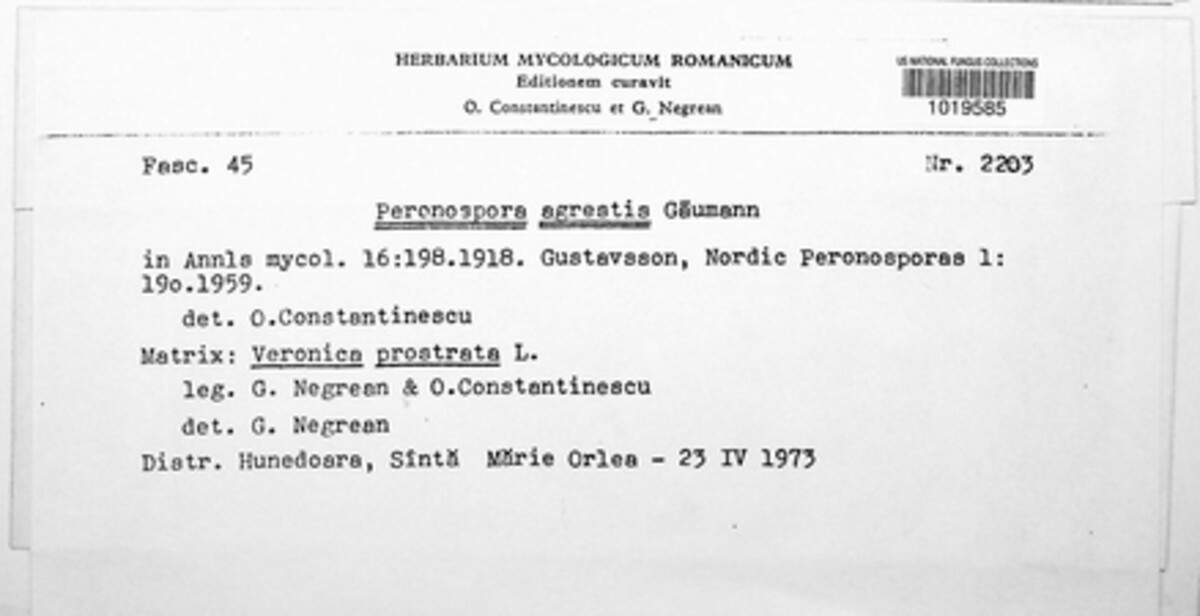 HERBARIUM MYCOLOGICUM ROMANICUM
Editionem curavit
O. Constantinescu et G. Negrean
US NATIONAL FUNGUS COLLECTIONS
1019585
Fasc. 45 Nr. 2203
Peronospora agrestis Găumann
in Annls mycol. 16:198.1918. Gustavsson, Nordic Peronosporas 1:
19o.1959.
det. O.Constantinescu
Matrix: Veronica prostrata L.
leg. G. Negrean & O.Constantinescu
det. G. Negrean
Distr. Hunedoara, Sîntă Mărie Orlea - 23 IV 1973